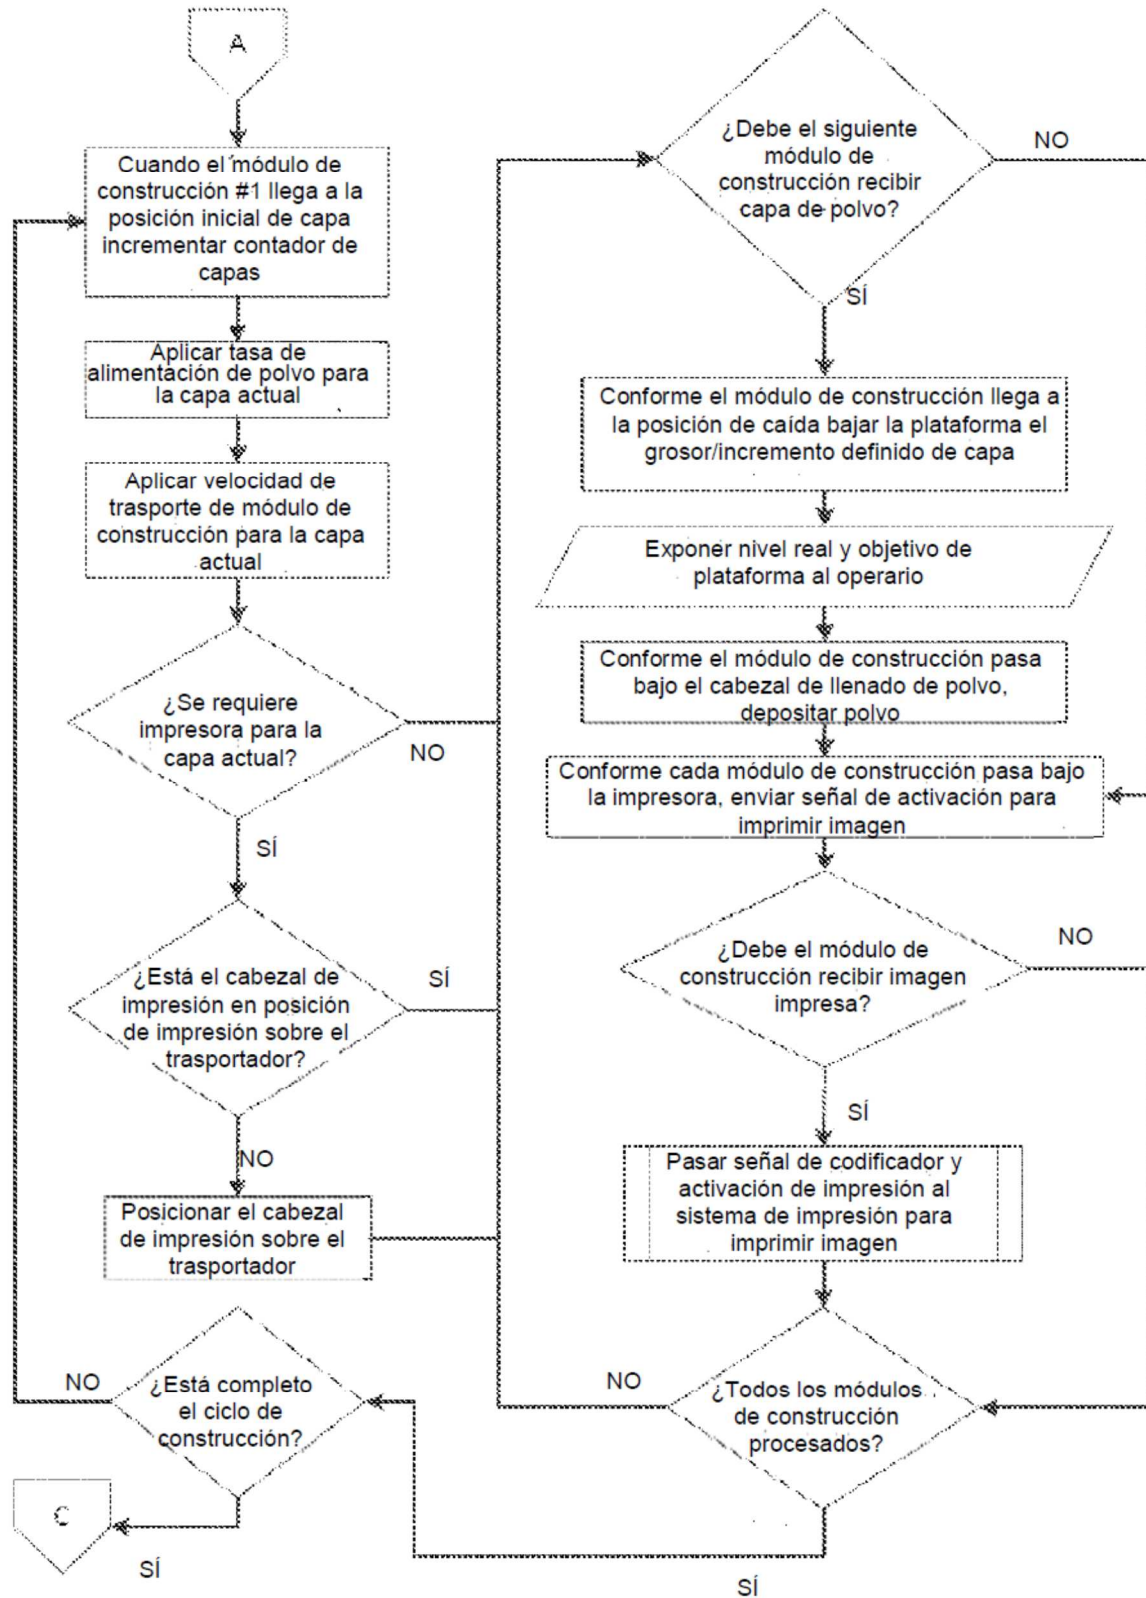 A
Cuando el módulo de
construcción #1 llega a la
posición inicial de capa
incrementar contador de
capas
Aplicar tasa de
alimentación de polvo para
la capa actual
Aplicar velocidad de
trasporte de módulo de
construcción para la capa
actual
¿Se requiere
impresora para la
capa actual?
NO
SÍ
¿Está el cabezal de
impresión en posición
de impresión sobre el
trasportador?
SÍ
NO
Posicionar el cabezal
de impresión sobre el
trasportador
¿Está completo
el ciclo de
construcción?
NO
SÍ
C
¿Debe el siguiente
módulo de
construcción recibir
capa de polvo?
NO
SÍ
Conforme el módulo de construcción llega a
la posición de caída bajar la plataforma el
grosor/incremento definido de capa
Exponer nivel real y objetivo de
plataforma al operario
Conforme el módulo de construcción pasa
bajo el cabezal de llenado de polvo,
depositar polvo
Conforme cada módulo de construcción pasa bajo
la impresora, enviar señal de activación para
imprimir imagen
¿Debe el módulo de
construcción recibir imagen
impresa?
NO
SÍ
Pasar señal de codificador y
activación de impresión al
sistema de impresión para
imprimir imagen
¿Todos los módulos
de construcción
procesados?
NO
SÍ